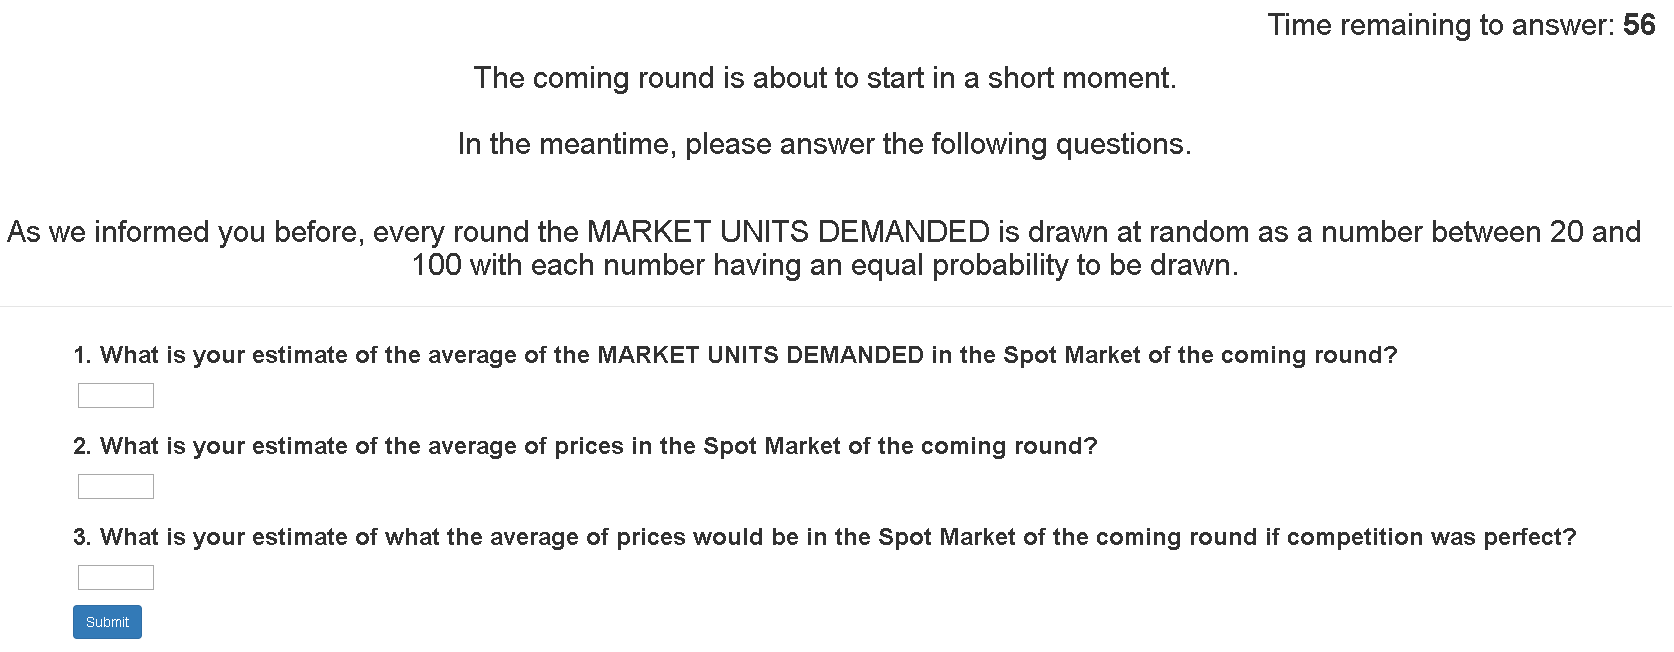 Time remaining to answer: 56
The coming round is about to start in a short moment.
In the meantime, please answer the following questions.
As we informed you before, every round the MARKET UNITS DEMANDED is drawn at random as a number between 20 and
100 with each number having an equal probability to be drawn.
1. What is your estimate of the average of the MARKET UNITS DEMANDED in the Spot Market of the coming round?
2. What is your estimate of the average of prices in the Spot Market of the coming round?
3. What is your estimate of what the average of prices would be in the Spot Market of the coming round if competition was perfect?
Submit